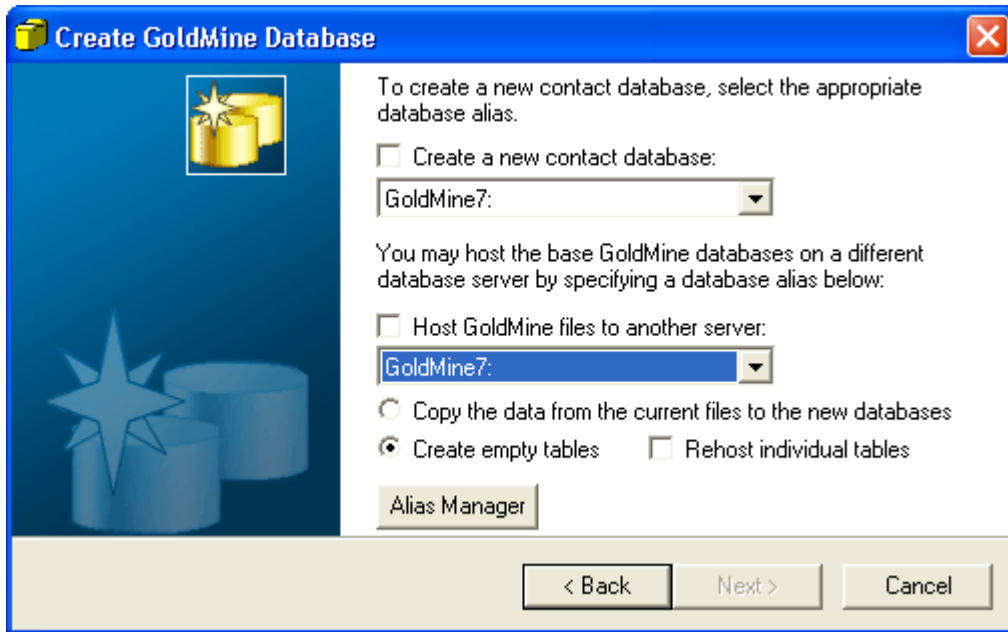 Create GoldMine Database
To create a new contact database, select the appropriate
database alias.
Create a new contact database:
GoldMine7:
You may host the base GoldMine databases on a different
database server by specifying a database alias below:
Host GoldMine files to another server:
GoldMine7:
Copy the data from the current files to the new databases
Create empty tables Rehost individual tables
Alias Manager
< Back Next > Cancel